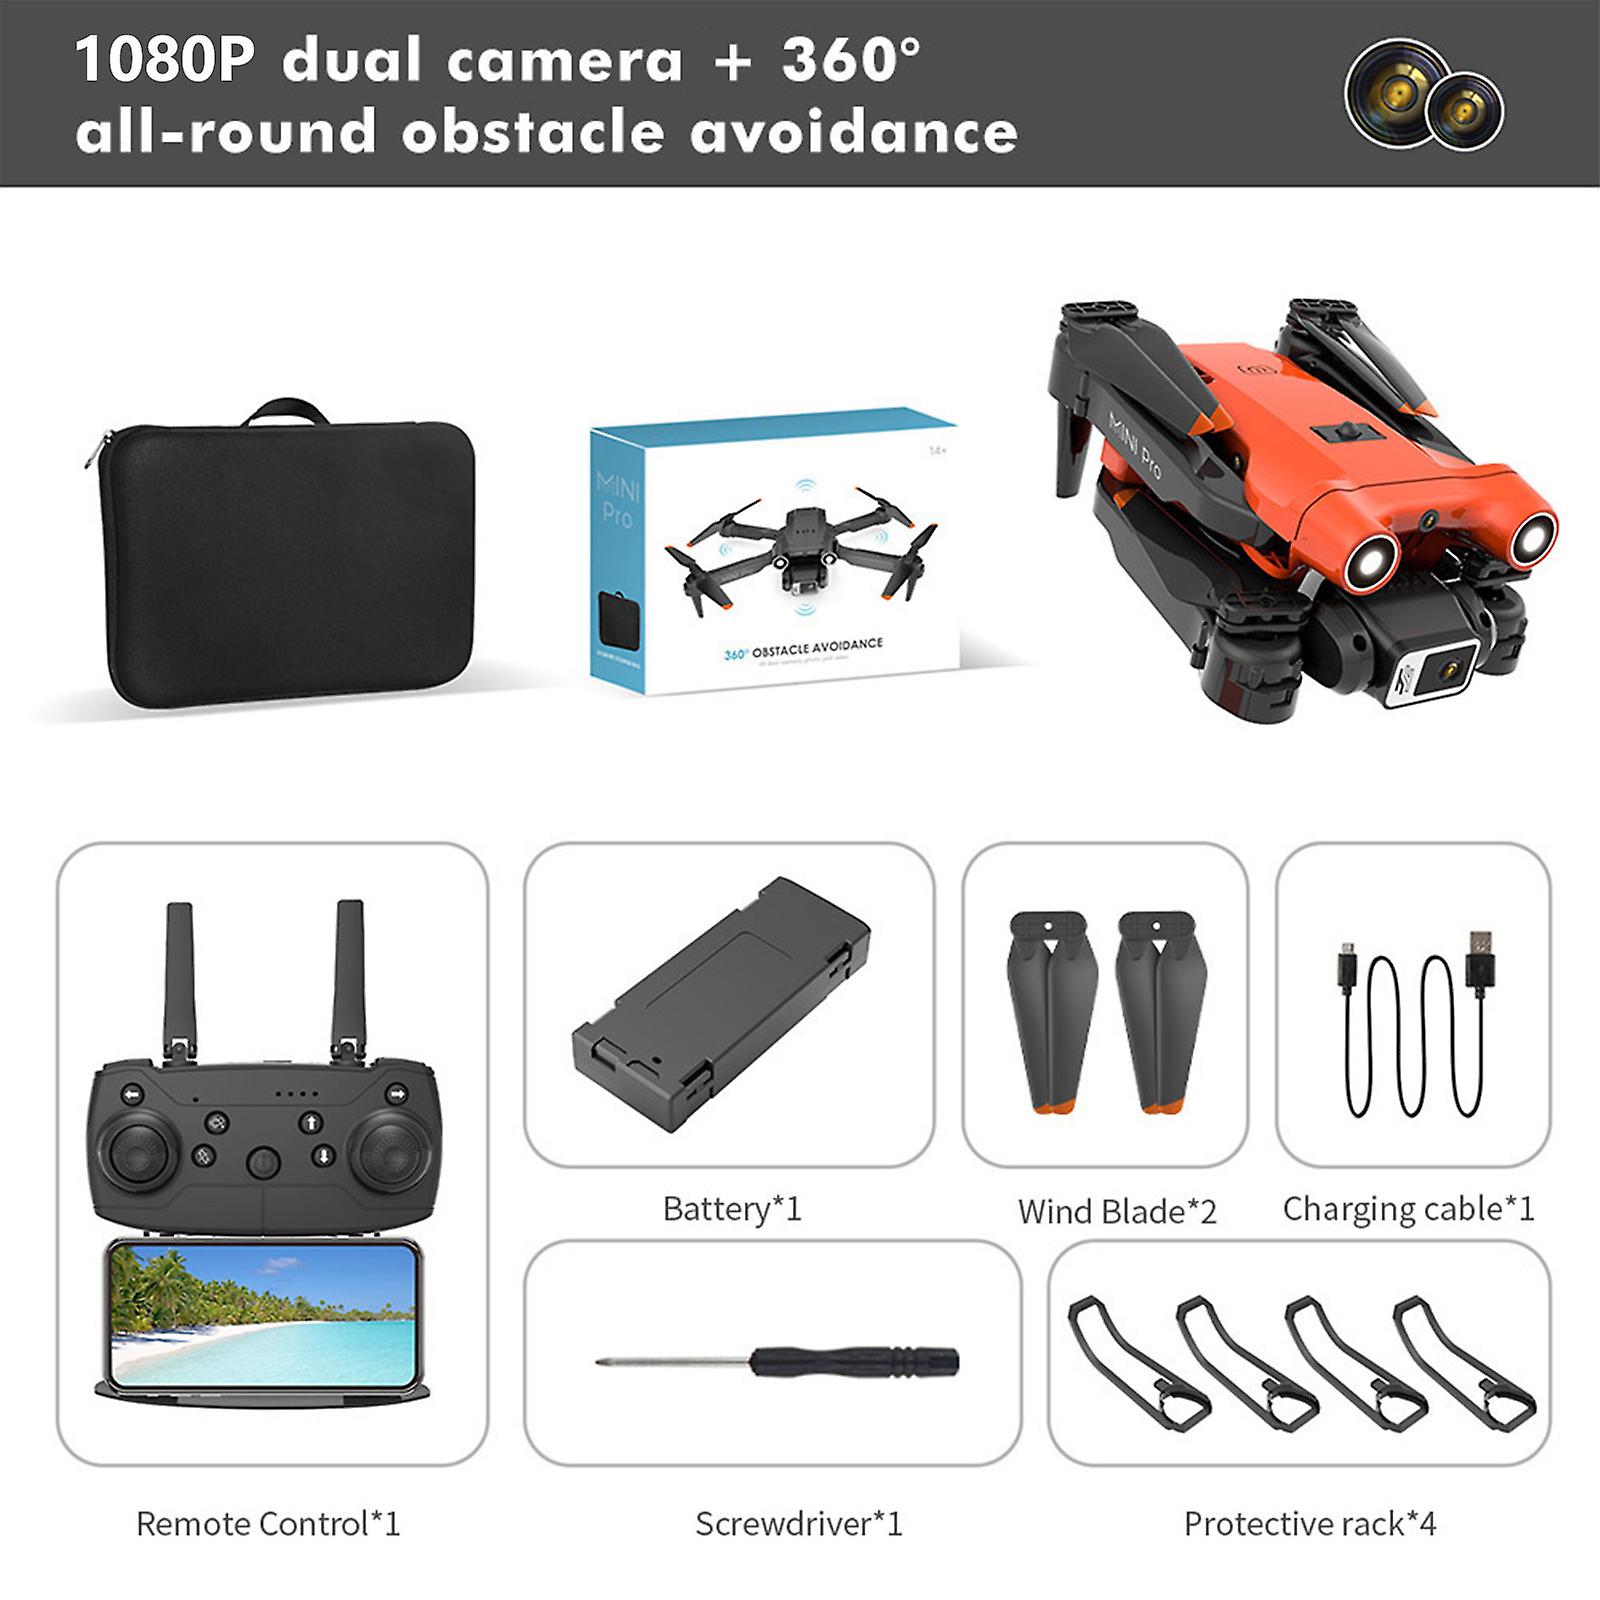 1080P dual camera + 360°
all-round obstacle avoidance
MINI
Pro
14+
360° OBSTACLE AVOIDANCE
MINI Pro
Battery*1
Wind Blade*2
Charging cable*1
Remote Control*1
Screwdriver*1
Protective rack*4